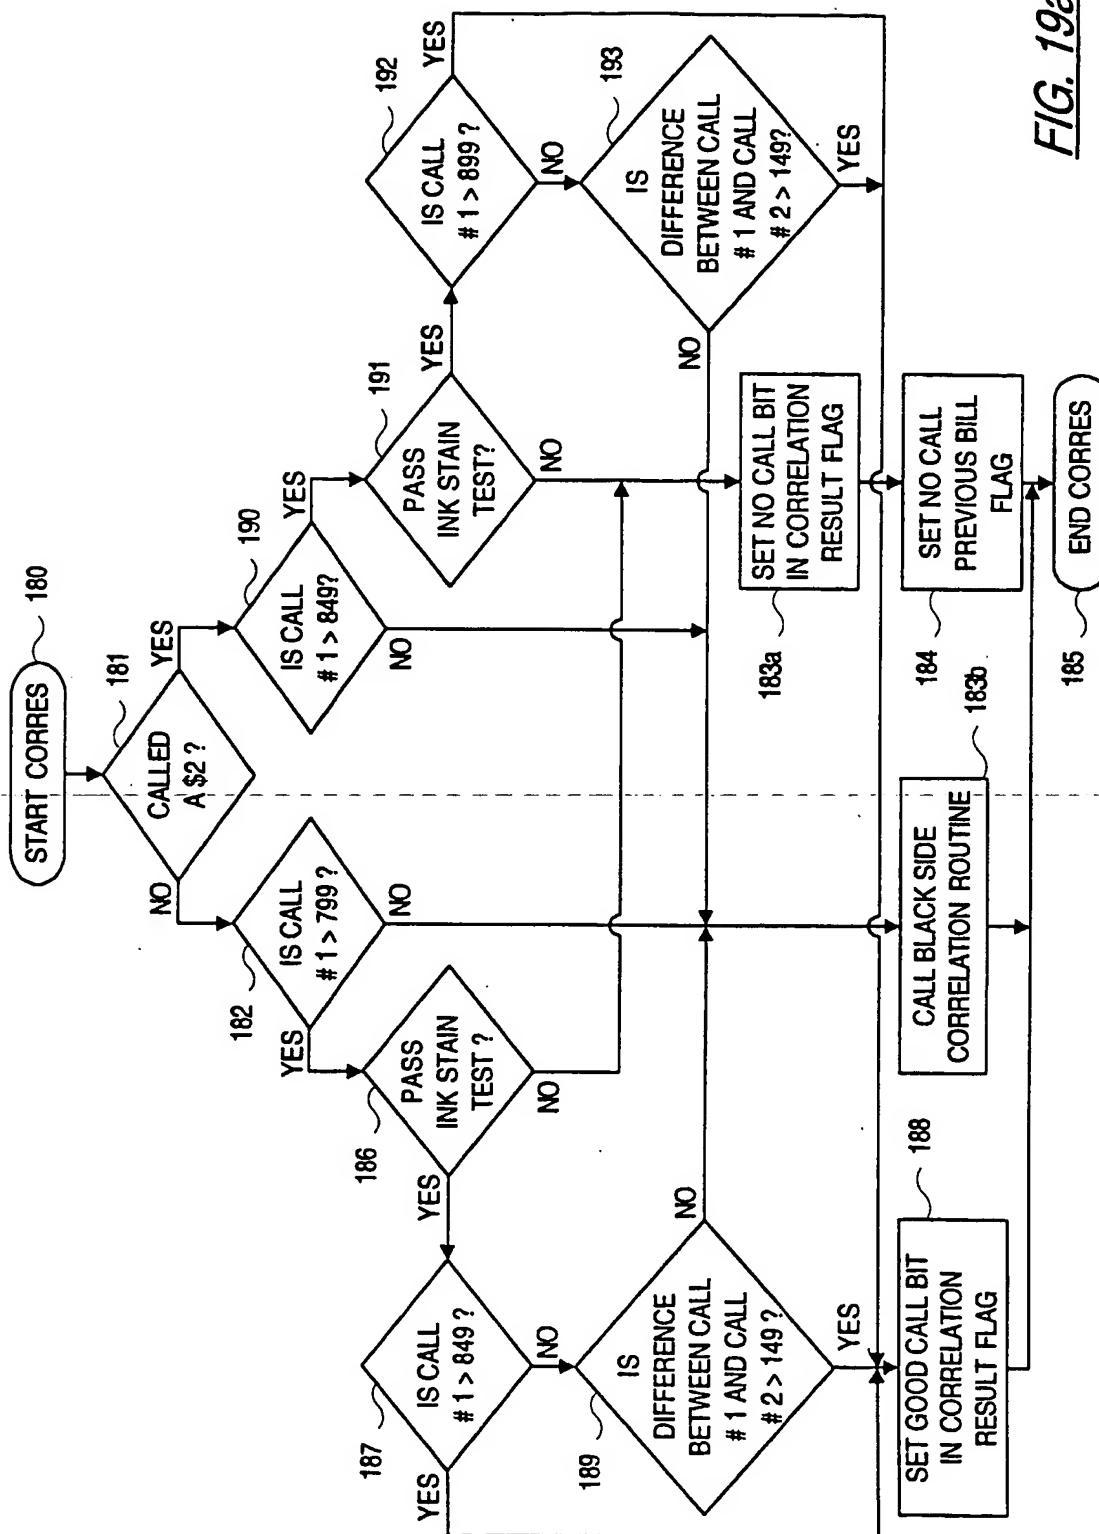 START CORRES
180
CALLED
A $2 ?
181
NO
YES
IS CALL
# 1 > 799 ?
182
YES
NO
IS CALL
# 1 > 849?
190
YES
NO
PASS
INK STAIN
TEST ?
186
YES
NO
PASS
INK STAIN
TEST?
191
YES
NO
IS CALL
# 1 > 849 ?
187
YES
NO
IS CALL
# 1 > 899 ?
192
YES
NO
IS
DIFFERENCE
BETWEEN CALL
# 1 AND CALL
# 2 > 149 ?
189
NO
YES
IS
DIFFERENCE
BETWEEN CALL
# 1 AND CALL
# 2 > 149?
193
NO
YES
SET NO CALL BIT
IN CORRELATION
RESULT FLAG
183a
SET GOOD CALL BIT
IN CORRELATION
RESULT FLAG
188
CALL BLACK SIDE
CORRELATION ROUTINE
183b
SET NO CALL
PREVIOUS BILL
FLAG
184
END CORRES
185
FIG. 19a